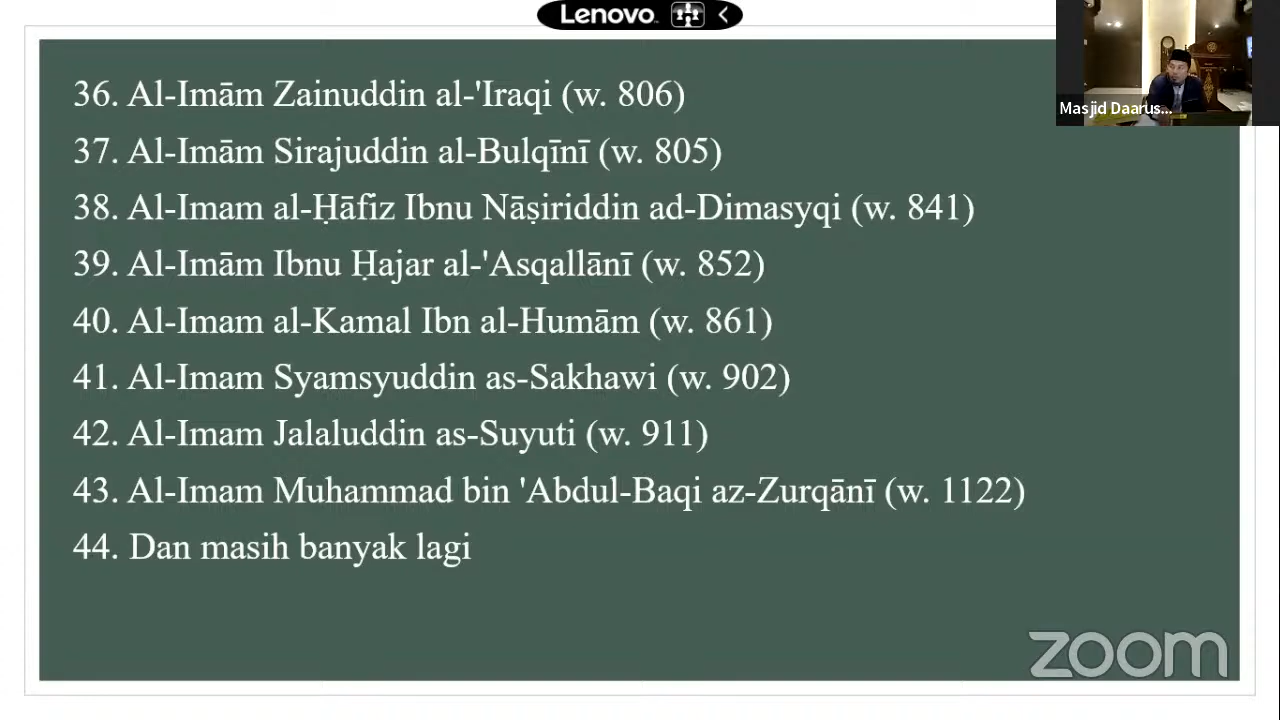 Lenovo
36. Al-Imām Zainuddin al-'Iraqi (w. 806)
37. Al-Imām Sirajuddin al-Bulqīnī (w. 805)
38. Al-Imam al-Ḥāfiz Ibnu Nāṣiriddin ad-Dimasyqi (w. 841)
39. Al-Imām Ibnu Ḥajar al-'Asqallānī (w. 852)
40. Al-Imam al-Kamal Ibn al-Humām (w. 861)
41. Al-Imam Syamsyuddin as-Sakhawi (w. 902)
42. Al-Imam Jalaluddin as-Suyuti (w. 911)
43. Al-Imam Muhammad bin 'Abdul-Baqi az-Zurqānī (w. 1122)
44. Dan masih banyak lagi
Masjid Daarus...
zoom